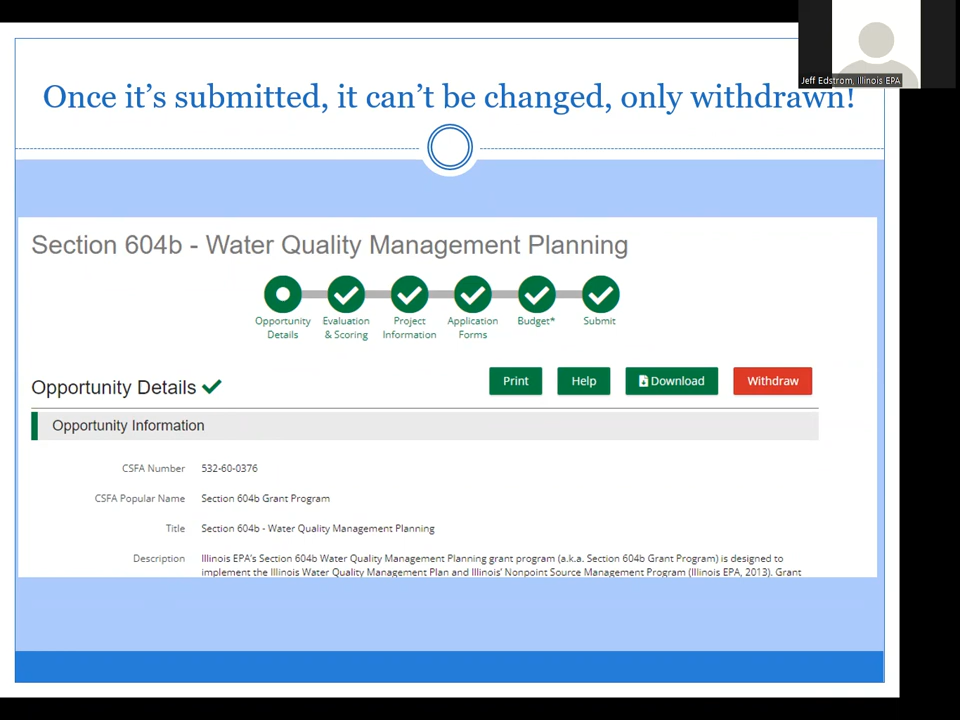 Jeff Edstrom, Illinois EPA
Once it's submitted, it can't be changed, only withdrawn!
Section 604b - Water Quality Management Planning
Opportunity Details
Evaluation & Scoring
Project Information
Application Forms
Budget*
Submit
Opportunity Details
Print
Help
Download
Withdraw
Opportunity Information
CSFA Number 532-60-0376
CSFA Popular Name Section 604b Grant Program
Title Section 604b - Water Quality Management Planning
Description Illinois EPA's Section 604b Water Quality Management Planning grant program (a.k.a. Section 604b Grant Program) is designed to
implement the Illinois Water Quality Management Plan and Illinois' Nonpoint Source Management Program (Illinois EPA, 2013). Grant